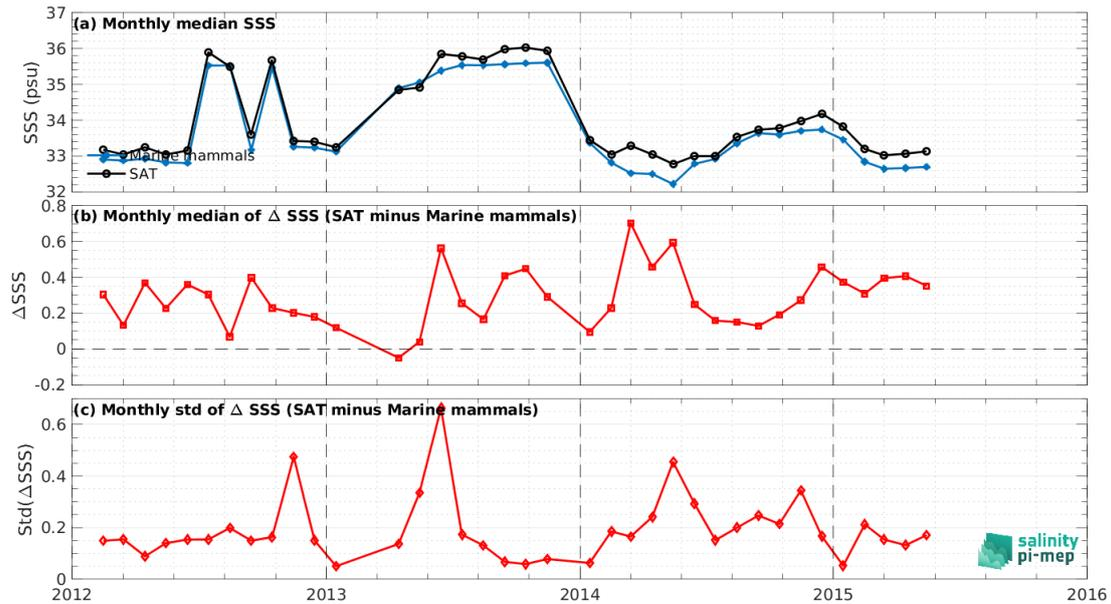 (a) Monthly median SSS
37
36
35
34
33
32
SSS (psu)
Marine mammals
SAT
(b) Monthly median of Δ SSS (SAT minus Marine mammals)
0.8
0.6
0.4
0.2
0
-0.2
ΔSSS
(c) Monthly std of Δ SSS (SAT minus Marine mammals)
0.6
0.4
0.2
0
Std(ΔSSS)
2012 2013 2014 2015 2016
salinity
pi-mep